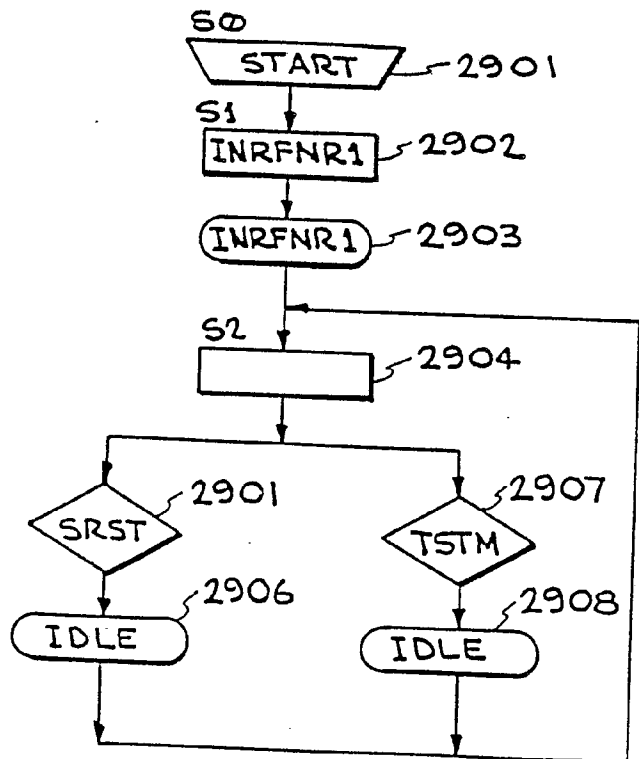 SØ
START 2901
S1
INRFNR1 2902
INRFNR1 2903
S2
2904
SRST 2901
TSTM 2907
IDLE 2906
IDLE 2908